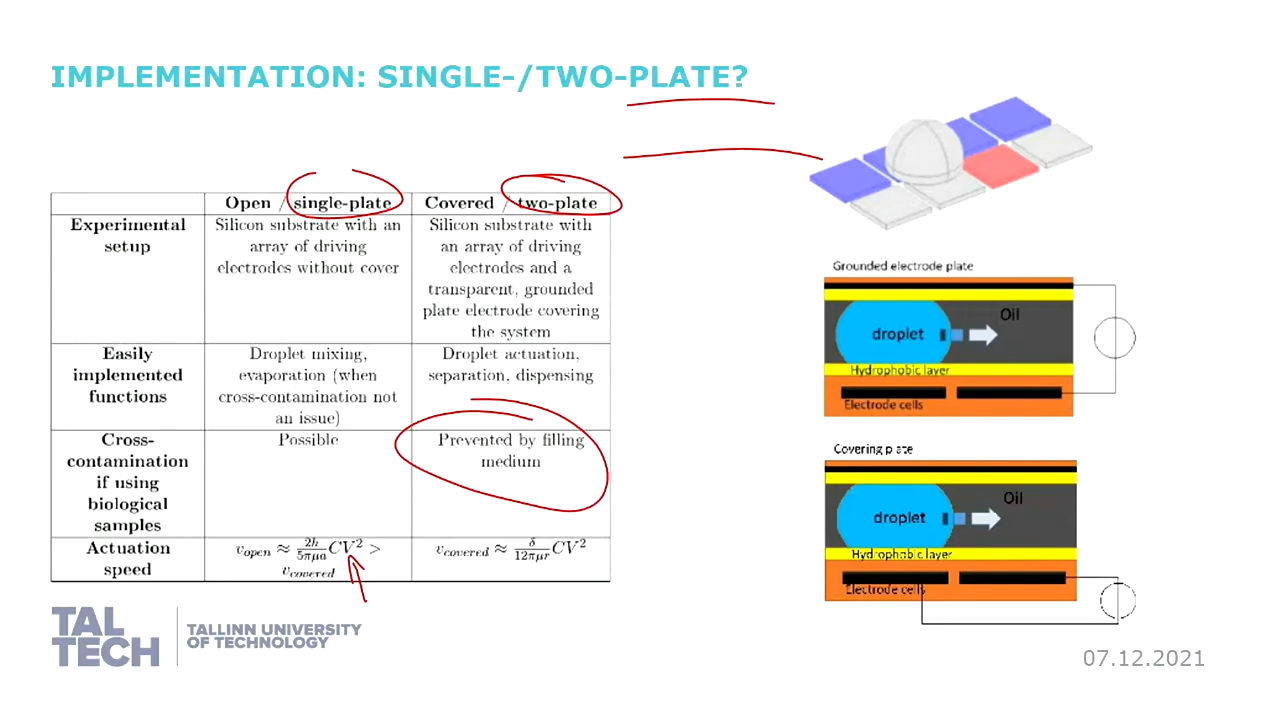 IMPLEMENTATION: SINGLE-/TWO-PLATE?
Open / single-plate
Covered / two-plate
Experimental
setup
Silicon substrate with an
array of driving
electrodes without cover
Silicon substrate with
an array of driving
electrodes and a
transparent, grounded
plate electrode covering
the system
Easily
implemented
functions
Droplet mixing,
evaporation (when
cross-contamination not
an issue)
Droplet actuation,
separation, dispensing
Cross-
contamination
if using
biological
samples
Possible
Prevented by filling
medium
Actuation
speed
v_open ≈ 2h/5πμa CV² >
v_covered
v_covered ≈ δ/12πμr CV²
Grounded electrode plate
Oil
droplet
Hydrophobic layer
Electrode cells
Covering plate
Oil
droplet
Hydrophobic layer
Electrode cells
TAL
TECH
TALLINN UNIVERSITY
OF TECHNOLOGY
07.12.2021